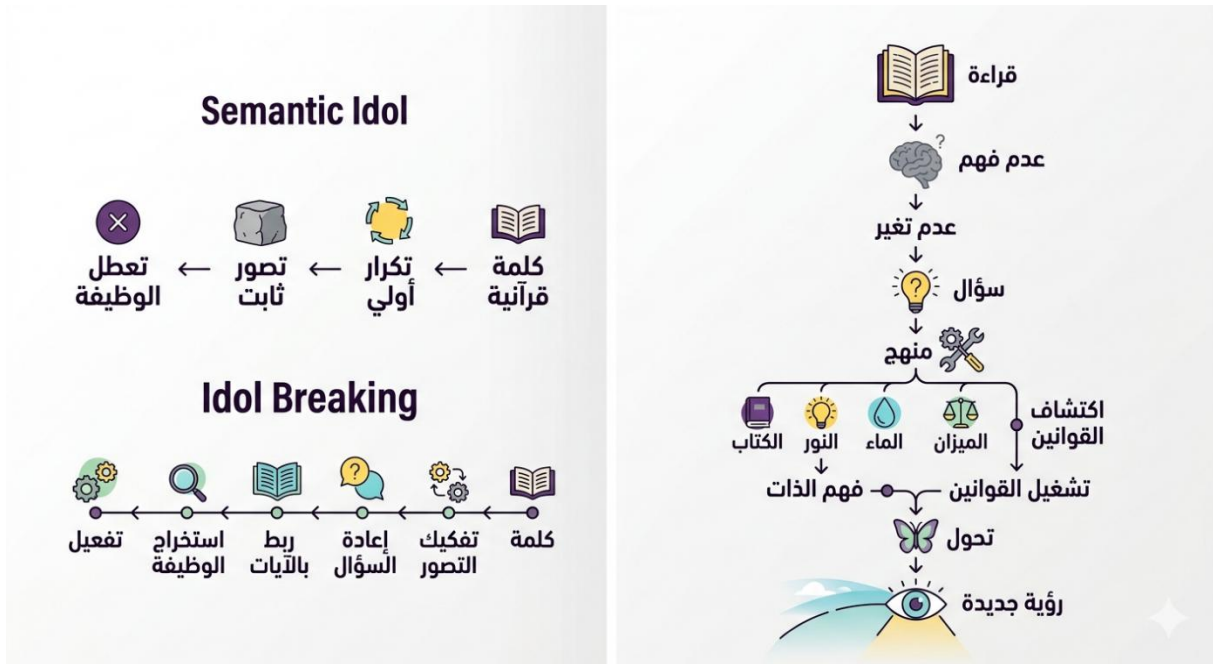 Semantic Idol
كلمة قرآنية
تكرار أولي
تصور ثابت
تعطل الوظيفة
Idol Breaking
كلمة
تفكيك التصور
إعادة السؤال
ربط بالآيات
استخراج الوظيفة
تفعيل
قراءة
?
عدم فهم
عدم تغير
سؤال
منهج
اكتشاف القوانين
الميزان
الماء
النور
الكتاب
تشغيل القوانين
فهم الذات
تحول
رؤية جديدة